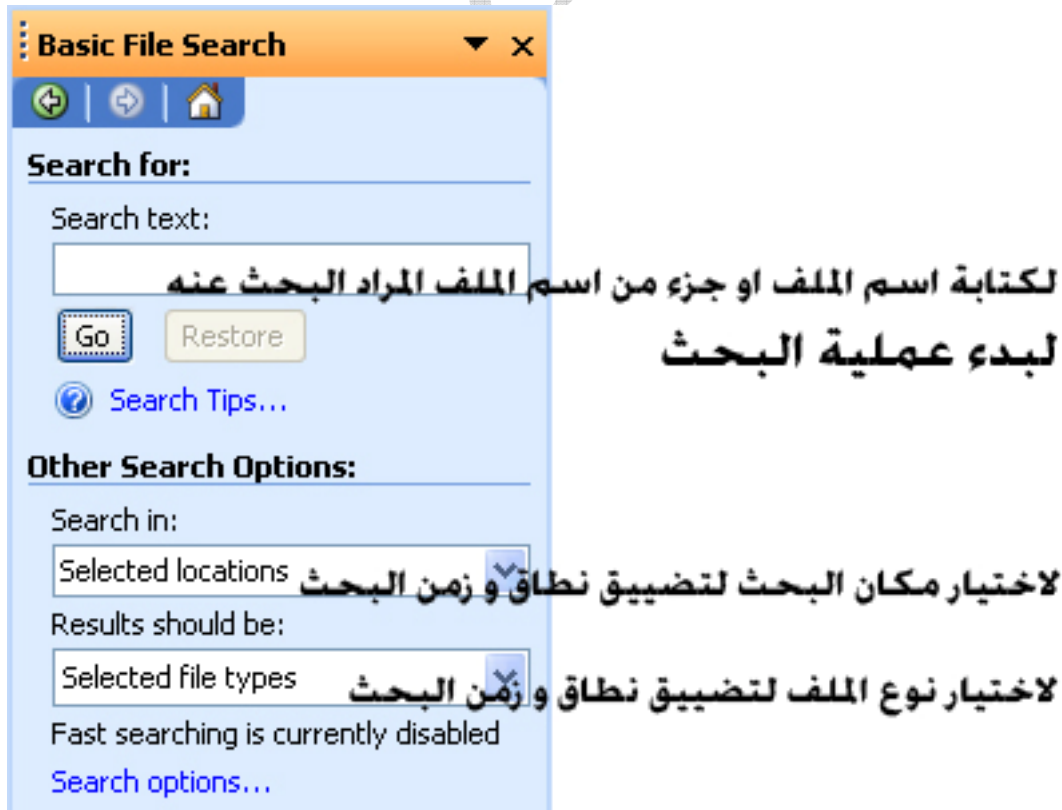 Basic File Search
Search for:
Search text:
لكتابة اسم الملف او جزء من اسم الملف المراد البحث عنه
Go Restore
لبدء عملية البحث
Search Tips...
Other Search Options:
Search in:
Selected locations
لاختيار مكان البحث لتضييق نطاق و زمن البحث
Results should be:
Selected file types
لاختيار نوع الملف لتضييق نطاق و زمن البحث
Fast searching is currently disabled
Search options...